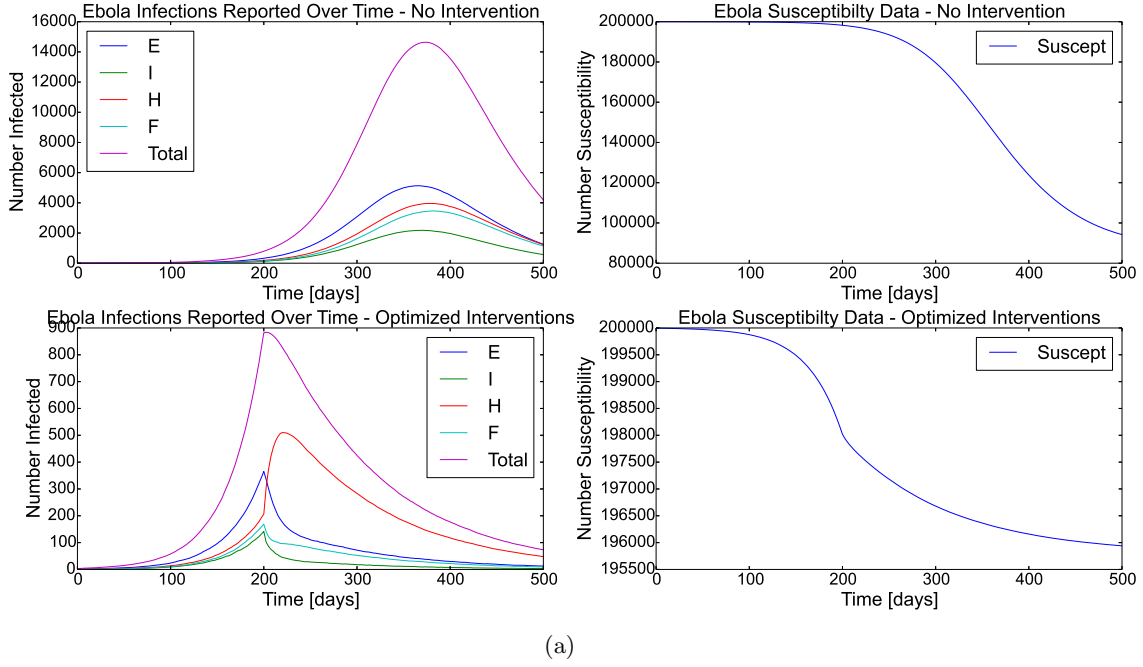 Ebola Infections Reported Over Time - No Intervention
16000
14000
12000
10000
8000
6000
4000
2000
0
Number Infected
E
I
H
F
Total
0 100 200 300 400 500
Time [days]
Ebola Susceptibilty Data - No Intervention
200000
180000
160000
140000
120000
100000
80000
Number Susceptibility
Suscept
0 100 200 300 400 500
Time [days]
Ebola Infections Reported Over Time - Optimized Interventions
900
800
700
600
500
400
300
200
100
0
Number Infected
E
I
H
F
Total
0 100 200 300 400 500
Time [days]
Ebola Susceptibilty Data - Optimized Interventions
200000
199500
199000
198500
198000
197500
197000
196500
196000
195500
Number Susceptibility
Suscept
0 100 200 300 400 500
Time [days]
(a)